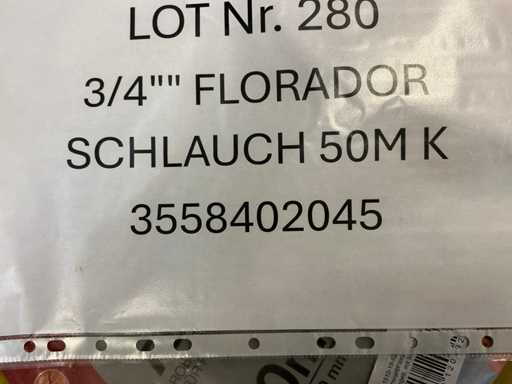 LOT Nr. 280
3/4"" FLORADOR
SCHLAUCH 50M K
3558402045